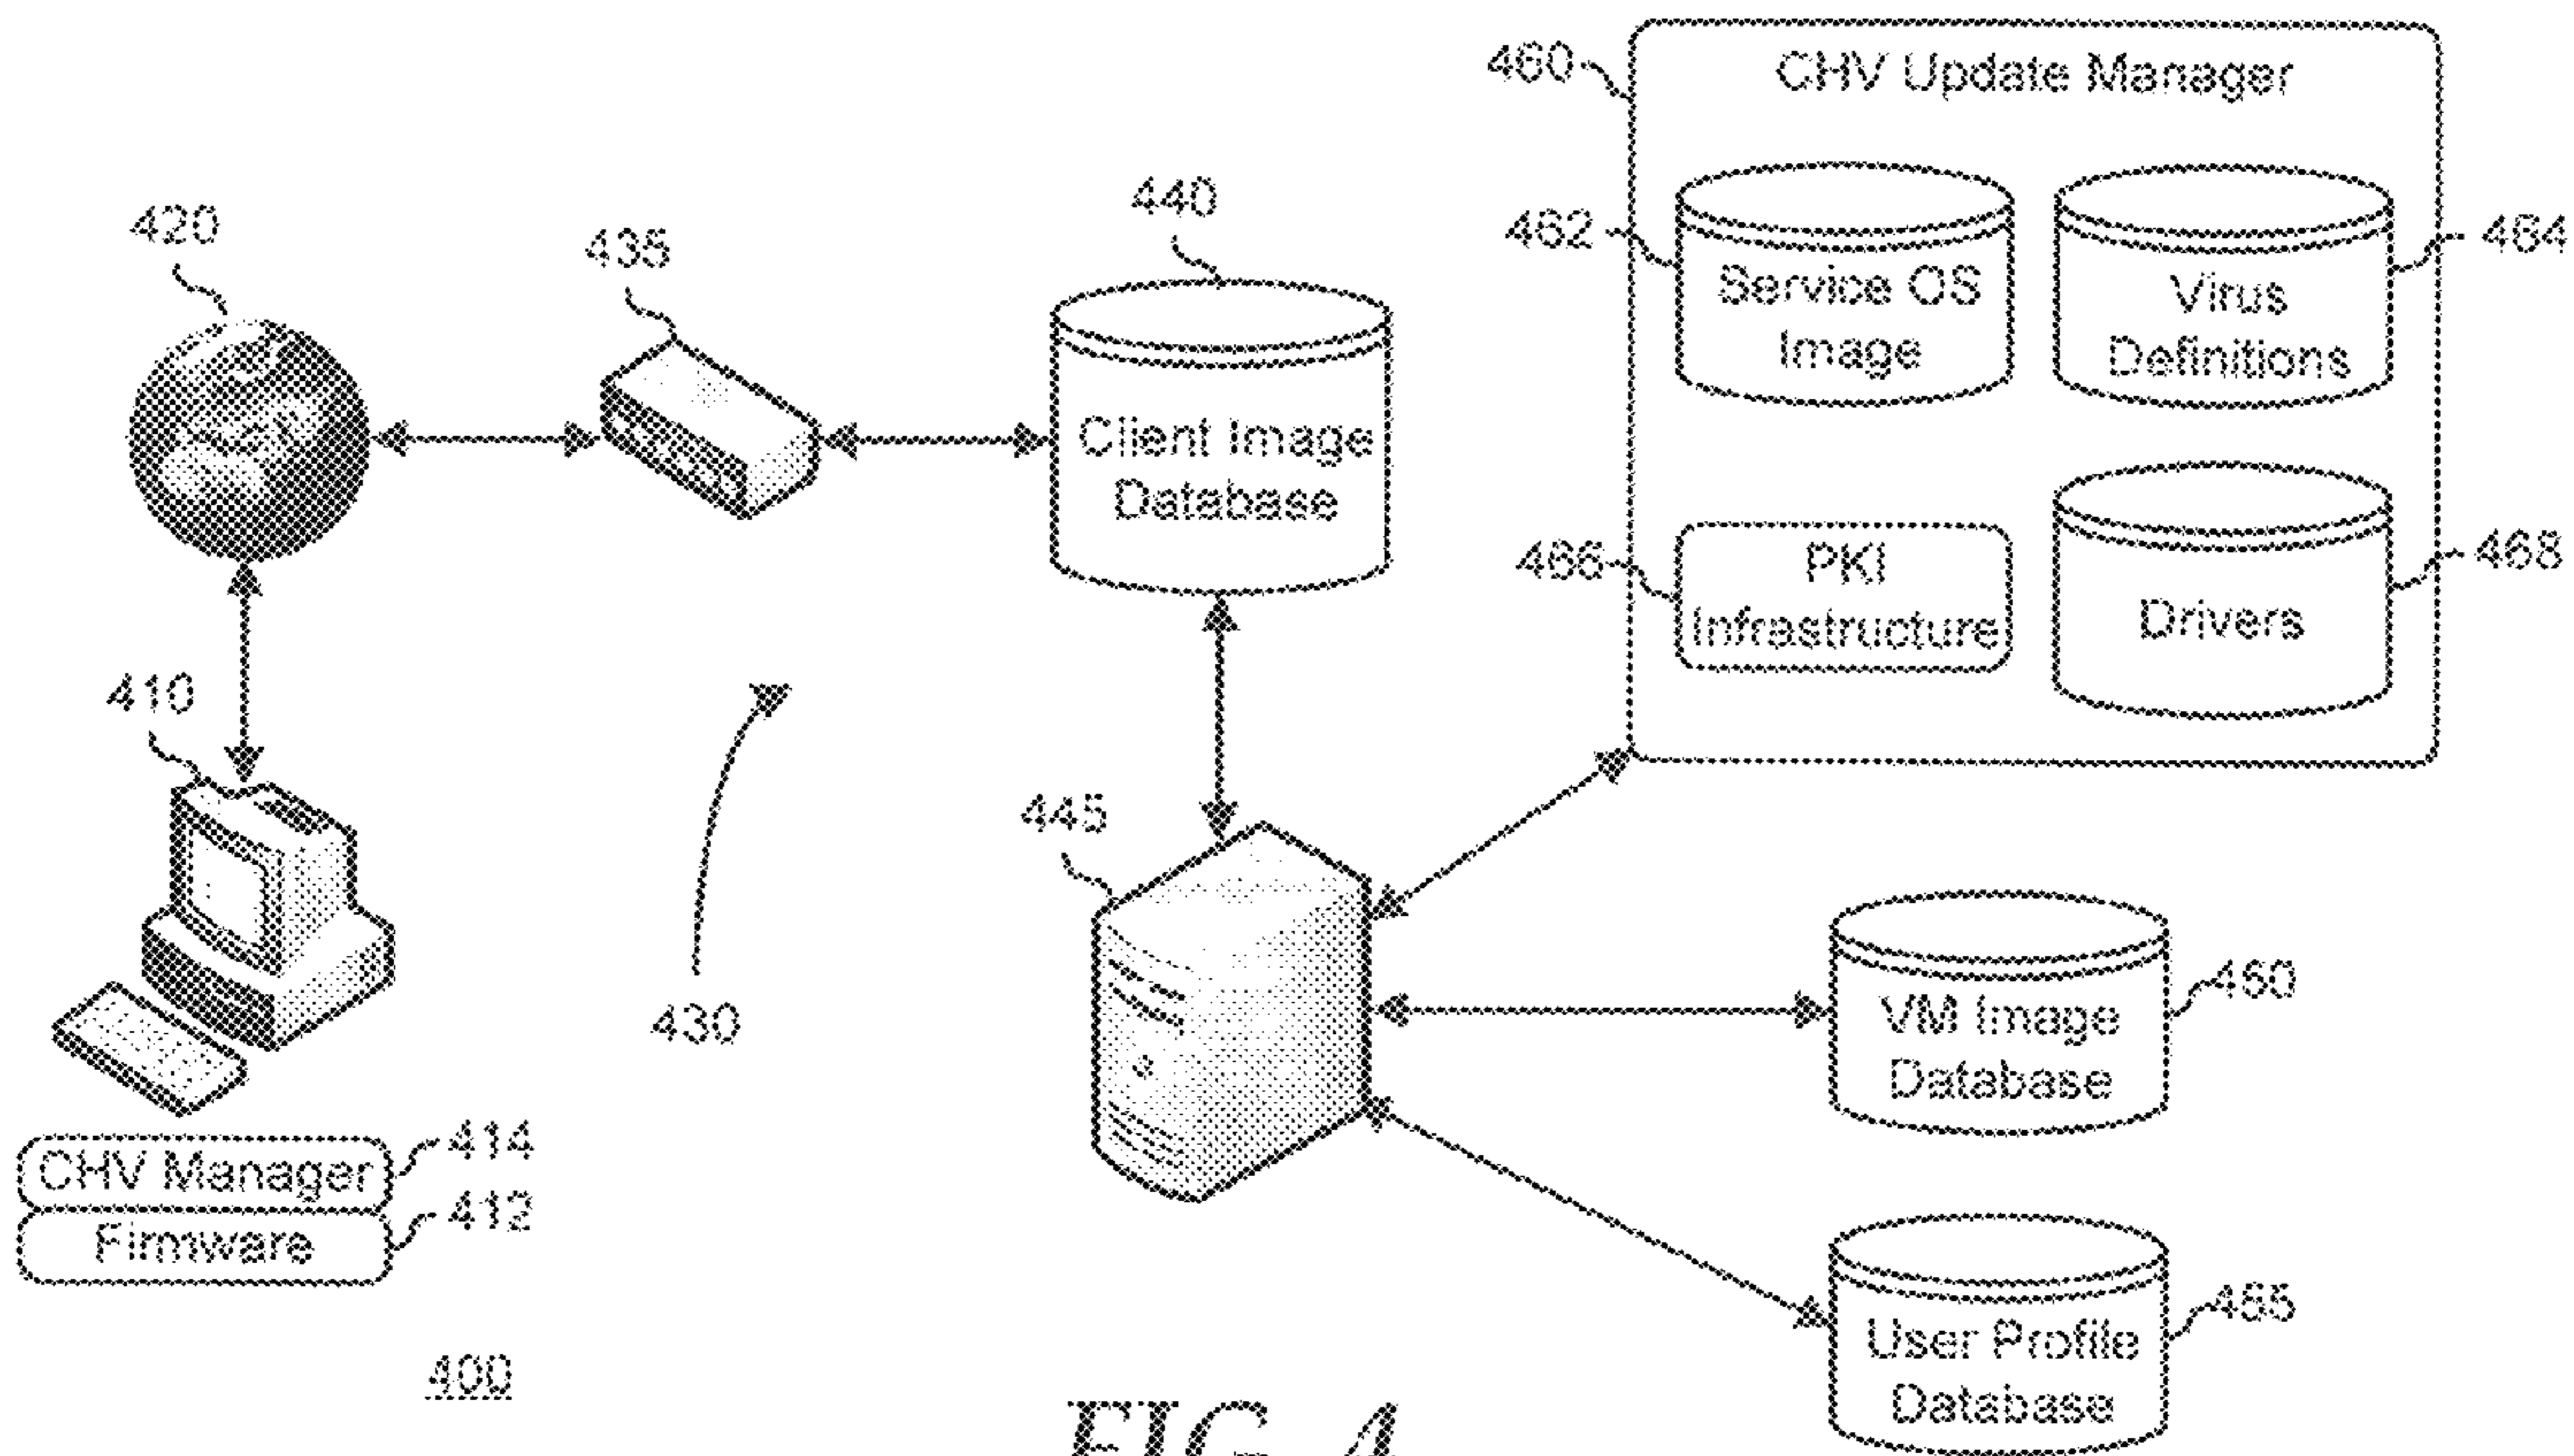 460
CHV Update Manager
462
Service OS
Image
464
Virus
Definitions
466
PKI
Infrastructure
468
Drivers
420
435
440
Client Image
Database
410
430
445
VM Image
Database
414
CHV Manager
412
Firmware
455
User Profile
Database
400
FIG. 4